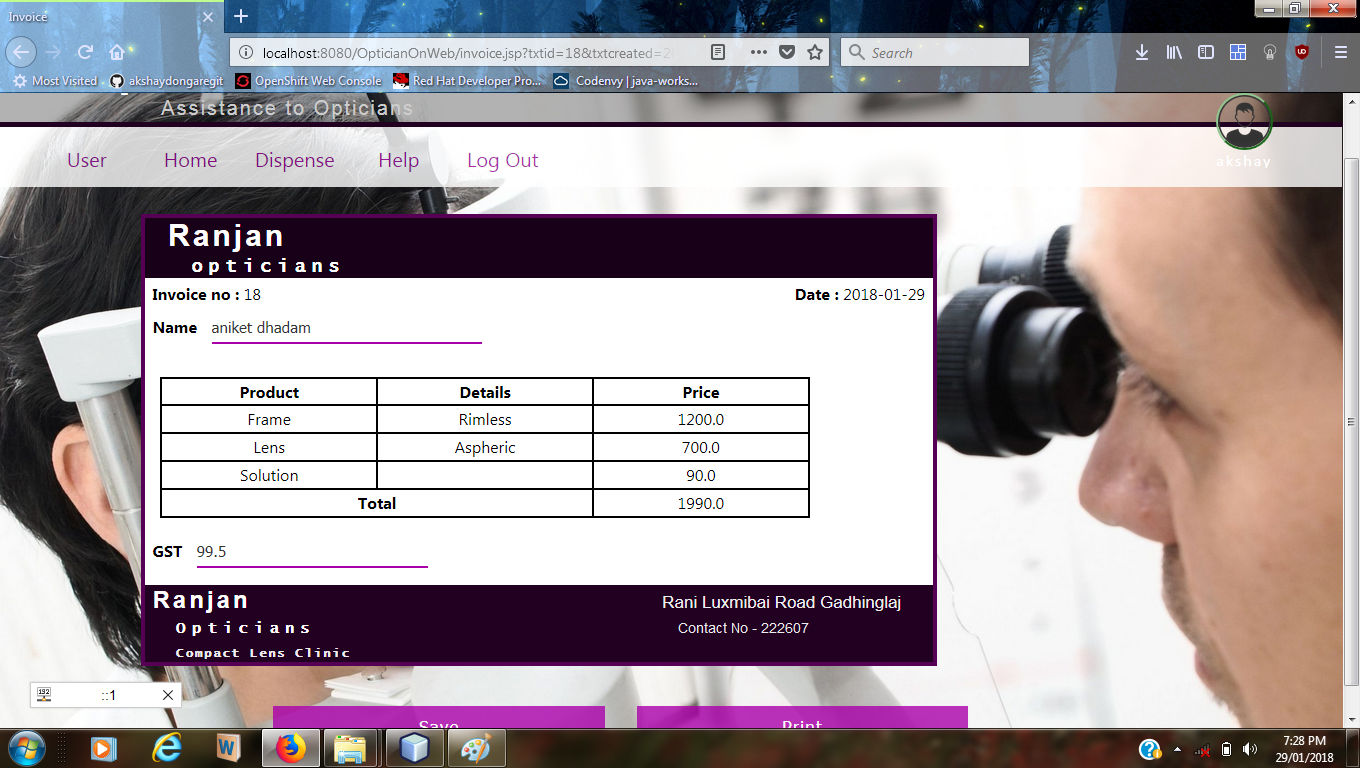 Invoice
localhost:8080/OpticianOnWeb/invoice.jsp?txtid=18&txtcreated=2
Search
Most Visited
akshaydongaregit
OpenShift Web Console
Red Hat Developer Pro...
Codenvy | java-works...
Assistance to Opticians
User Home Dispense Help Log Out
akshay
Ranjan
opticians
Invoice no : 18 Date : 2018-01-29
Name aniket dhadam
Product Details Price
Frame Rimless 1200.0
Lens Aspheric 700.0
Solution 90.0
Total 1990.0
GST 99.5
Ranjan
Opticians
Compact Lens Clinic
Rani Luxmibai Road Gadhinglaj
Contact No - 222607
::1
Save Print
7:28 PM
29/01/2018